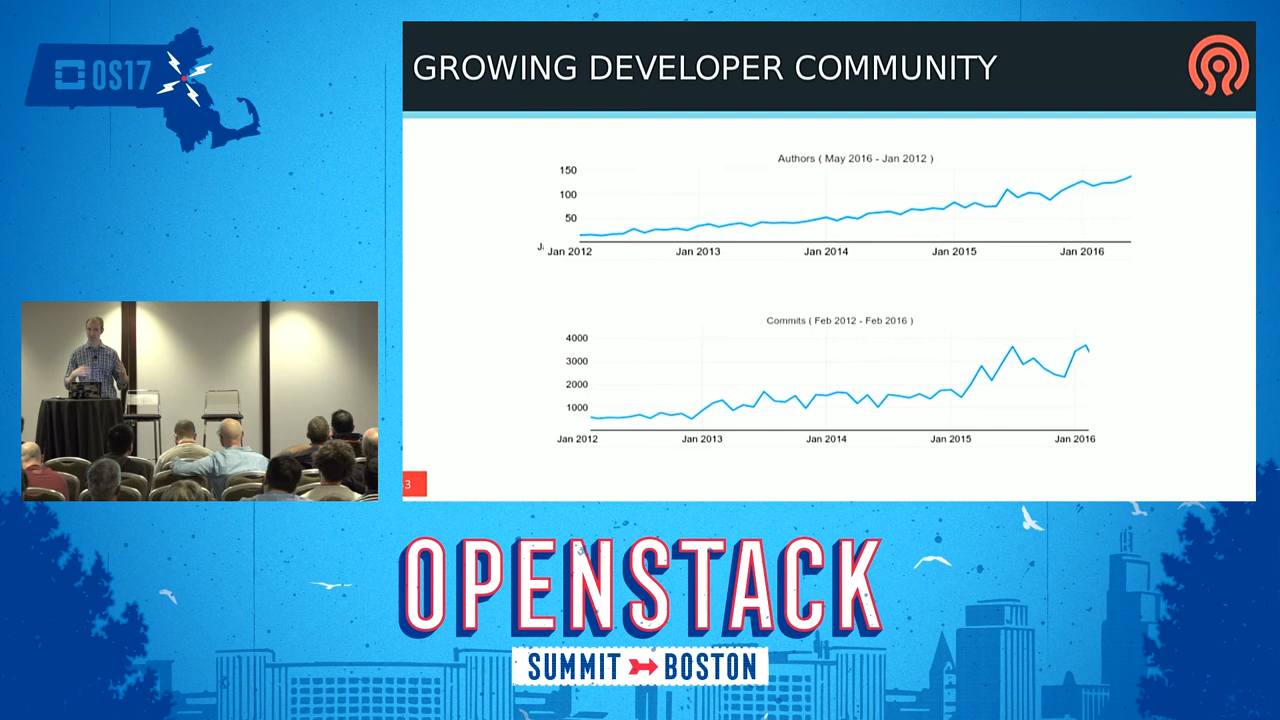 OS17
GROWING DEVELOPER COMMUNITY
Authors ( May 2016 - Jan 2012 )
150
100
50
Jan 2012
Jan 2013
Jan 2014
Jan 2015
Jan 2016
Commits ( Feb 2012 - Feb 2016 )
4000
3000
2000
1000
Jan 2012
Jan 2013
Jan 2014
Jan 2015
Jan 2016
3
OPENSTACK
SUMMIT BOSTON